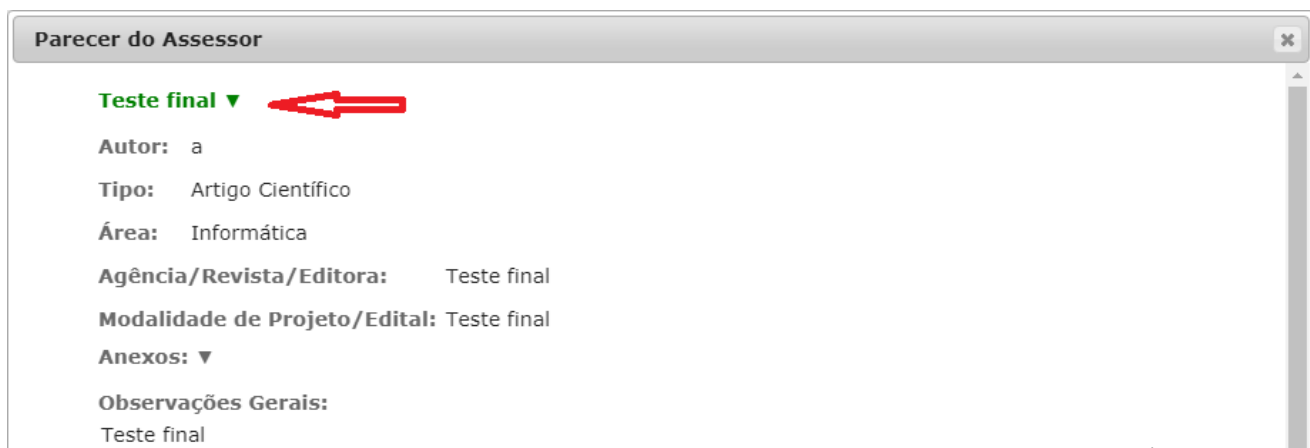 Parecer do Assessor
Teste final ▼
Autor: a
Tipo: Artigo Científico
Área: Informática
Agência/Revista/Editora: Teste final
Modalidade de Projeto/Edital: Teste final
Anexos: ▼
Observações Gerais:
Teste final